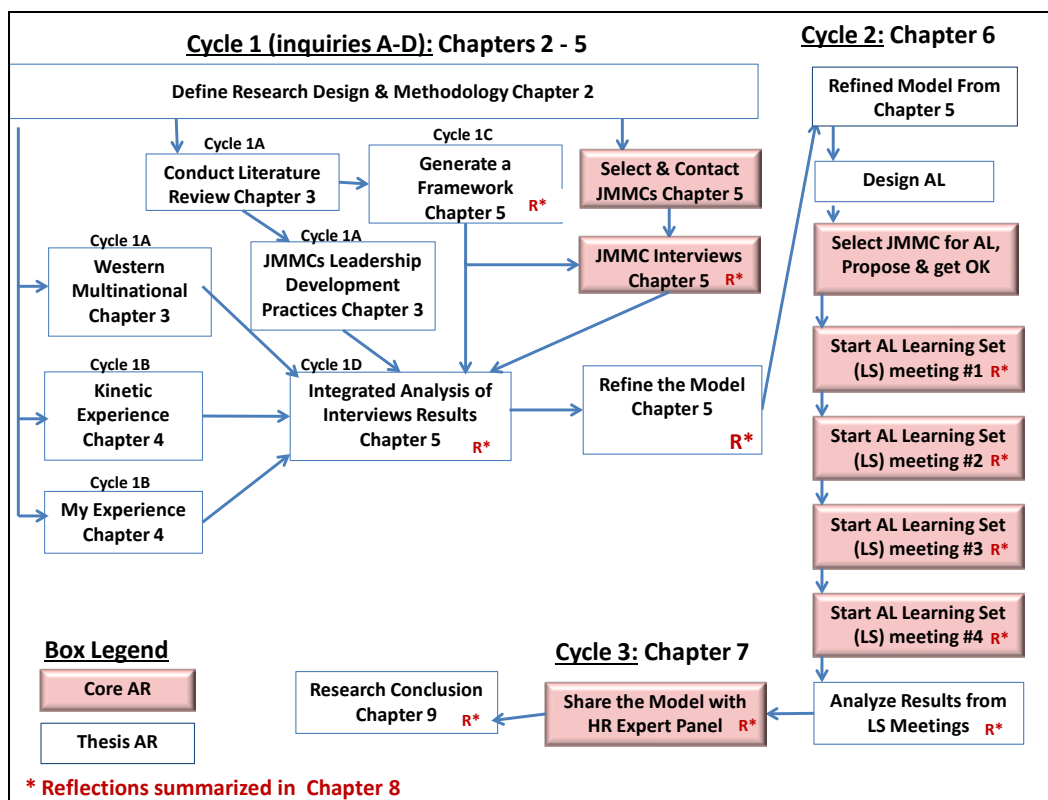 Cycle 1 (inquiries A-D): Chapters 2 - 5
Define Research Design & Methodology Chapter 2
Cycle 1A
Conduct Literature
Review Chapter 3
Cycle 1C
Generate a
Framework
Chapter 5
R*
Select & Contact
JMMCs Chapter 5
Cycle 1A
Western
Multinational
Chapter 3
Cycle 1A
JMMCs Leadership
Development
Practices Chapter 3
JMMC Interviews
Chapter 5 R*
Cycle 1B
Kinetic
Experience
Chapter 4
Cycle 1D
Integrated Analysis of
Interviews Results
Chapter 5
R*
Refine the Model
Chapter 5
R*
Cycle 1B
My Experience
Chapter 4
Cycle 2: Chapter 6
Refined Model From
Chapter 5
Design AL
Select JMMC for AL,
Propose & get OK
Start AL Learning Set
(LS) meeting #1 R*
Start AL Learning Set
(LS) meeting #2 R*
Start AL Learning Set
(LS) meeting #3 R*
Start AL Learning Set
(LS) meeting #4 R*
Analyze Results from
LS Meetings R*
Cycle 3: Chapter 7
Share the Model with
HR Expert Panel R*
Research Conclusion
Chapter 9
R*
Box Legend
Core AR
Thesis AR
* Reflections summarized in Chapter 8